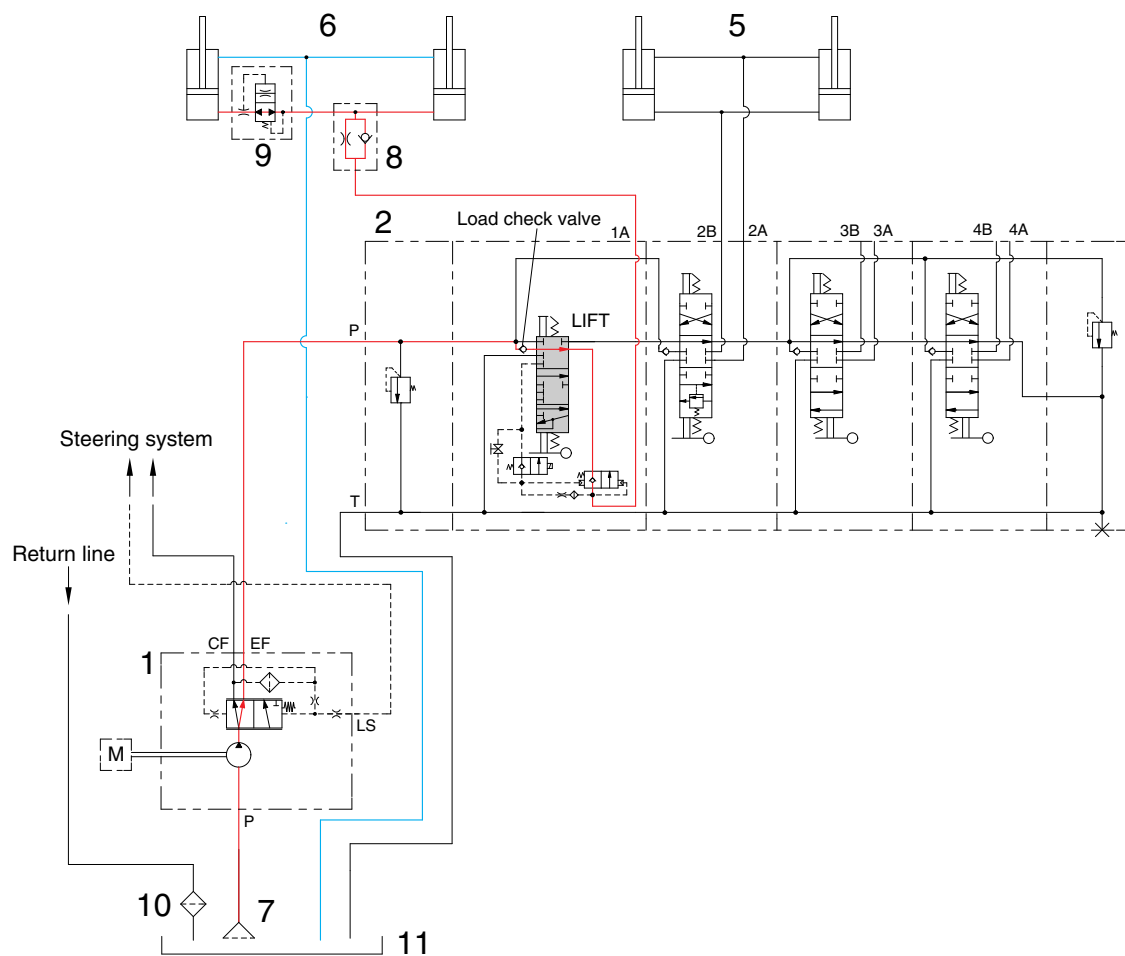 6
5
9
8
2
Load check valve
1A
2B
2A
3B
3A
4B
4A
P
LIFT
Steering system
T
Return line
CF
EF
1
LS
M
P
10
7
11